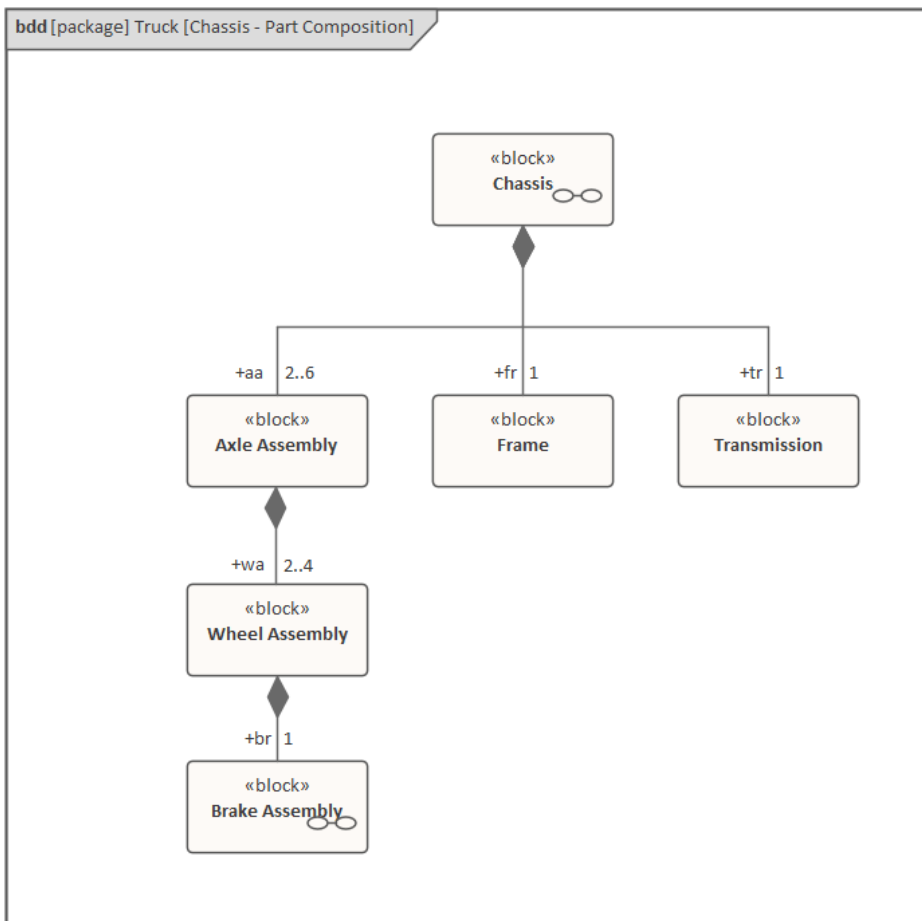 bdd [package] Truck [Chassis - Part Composition]
«block»
Chassis
+aa 2..6
+fr 1
+tr 1
«block»
Axle Assembly
«block»
Frame
«block»
Transmission
+wa 2..4
«block»
Wheel Assembly
+br 1
«block»
Brake Assembly